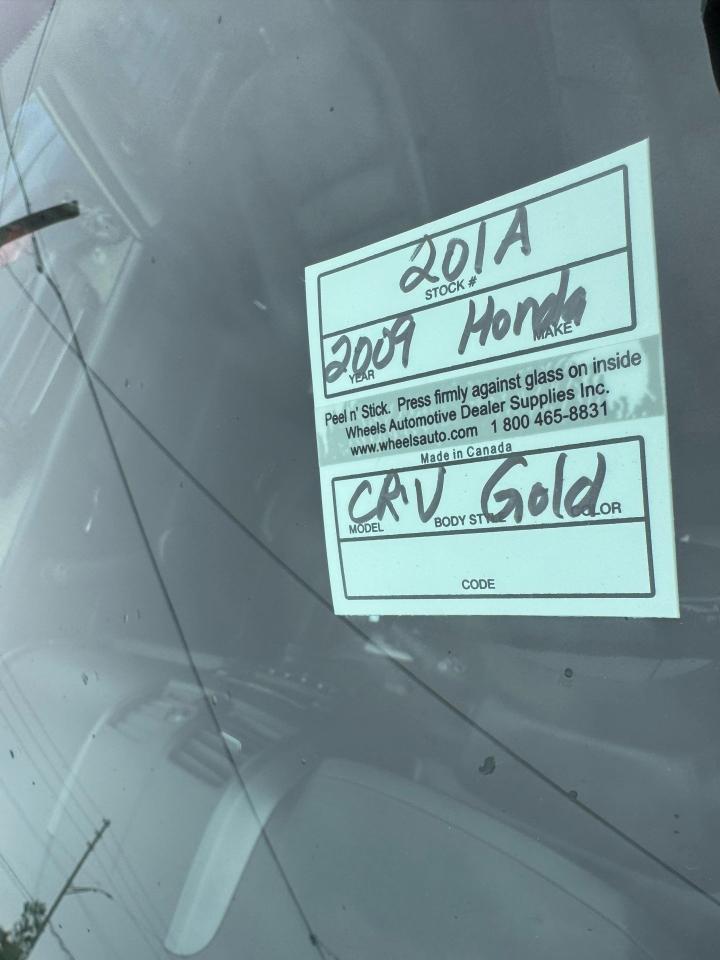 201A
STOCK #
2009 Honda
YEAR MAKE
Peel n' Stick. Press firmly against glass on inside
Wheels Automotive Dealer Supplies Inc.
www.wheelsauto.com 1 800 465-8831
Made in Canada
CR-V Gold
MODEL BODY STYLE COLOR
CODE